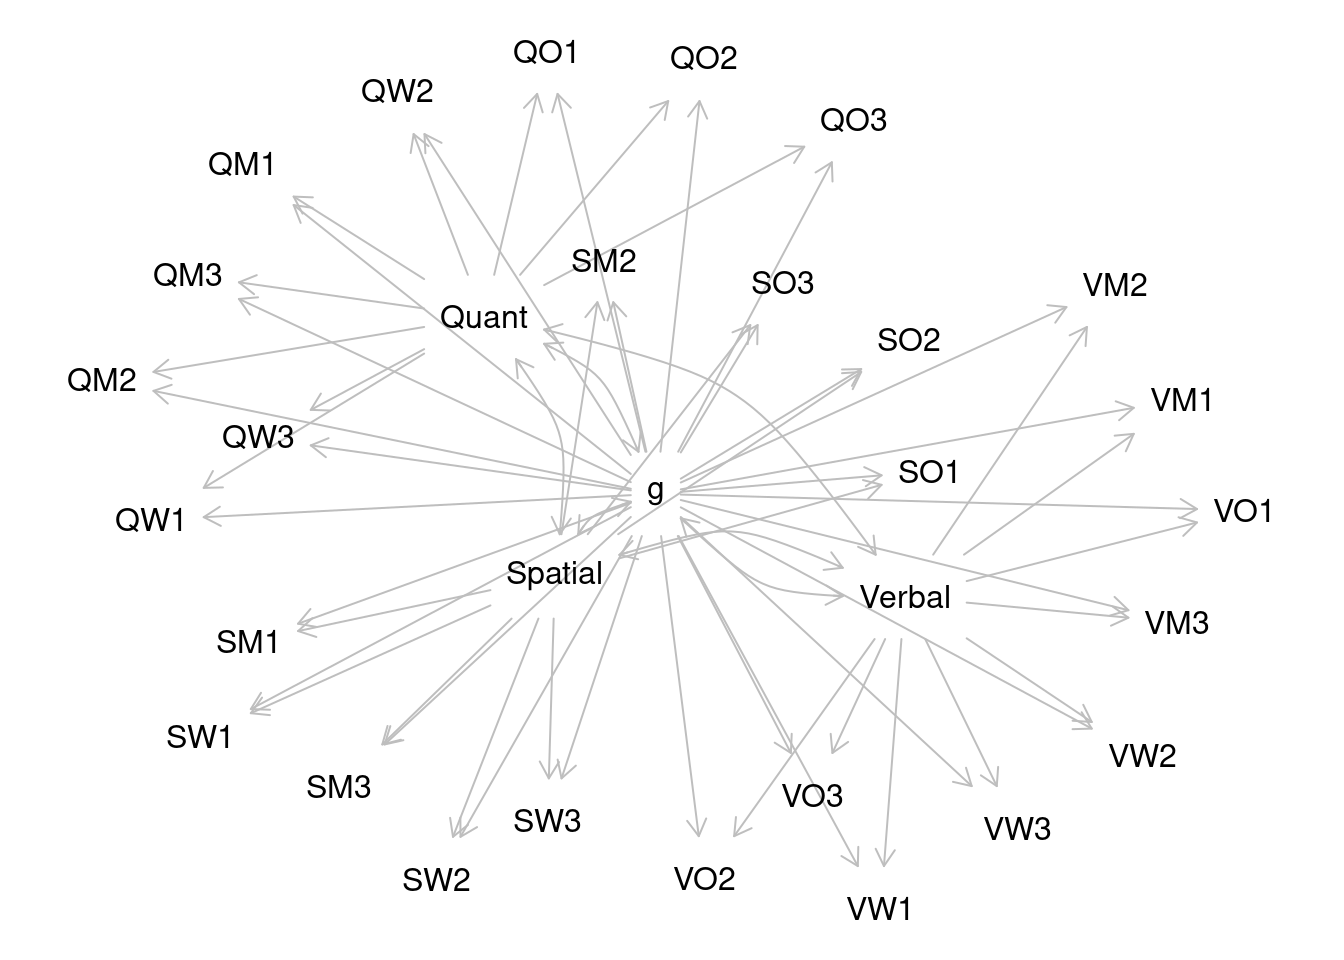 QO1
QO2
QW2
QO3
QM1
SM2
QM3
SO3
VM2
Quant
SO2
QM2
VM1
QW3
SO1
g
VO1
QW1
Spatial
Verbal
VM3
SM1
SW1
VW2
SM3
VO3
SW3
VW3
SW2
VO2
VW1